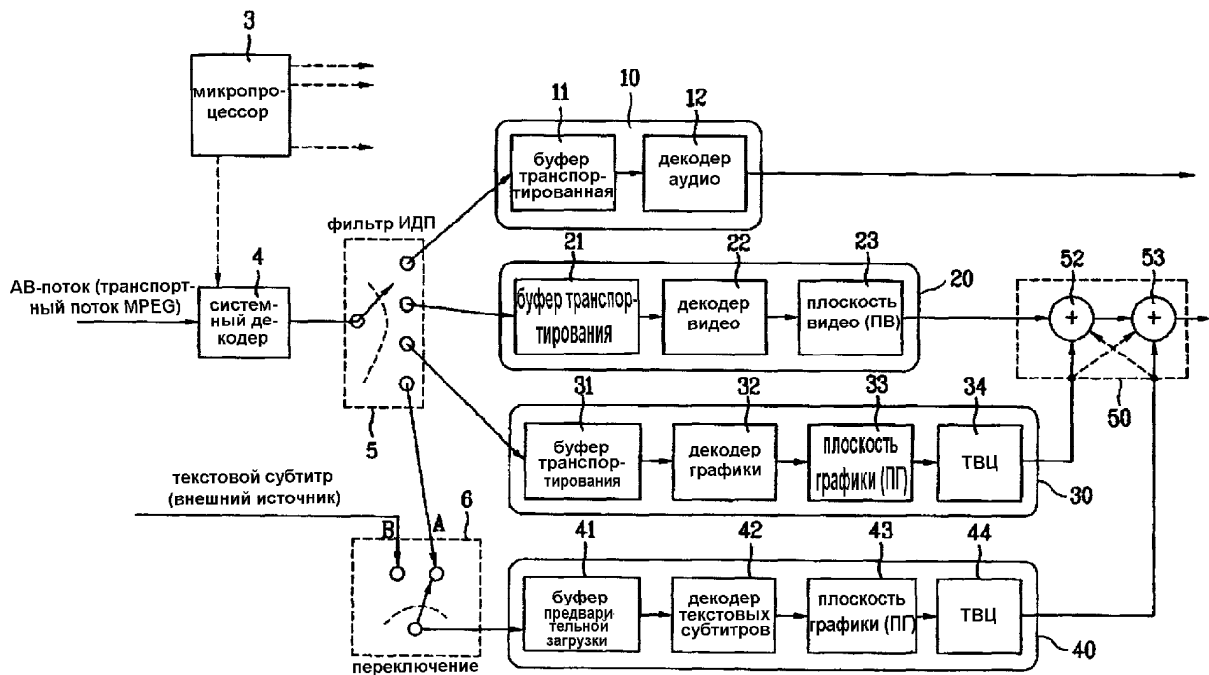 3
микропро-
цессор
10
11
12
буфер
транспор-
тированная
декодер
аудио
фильтр ИДП
21
22
23
20
буфер транспор-
тирования
декодер
видео
плоскость
видео (ПВ)
52
53
50
АВ-поток (транспорт-
ный поток MPEG)
4
систем-
ный де-
кодер
5
31
32
33
34
буфер
транспор-
тирования
декодер
графики
плоскость
графики (ПГ)
ТВЦ
30
текстовой субтитр
(внешний источник)
B
A
6
41
42
43
44
буфер
предвари
тельной
загрузки
декодер
текстовых
субтитров
плоскость
графики (ПГ)
ТВЦ
40
переключение